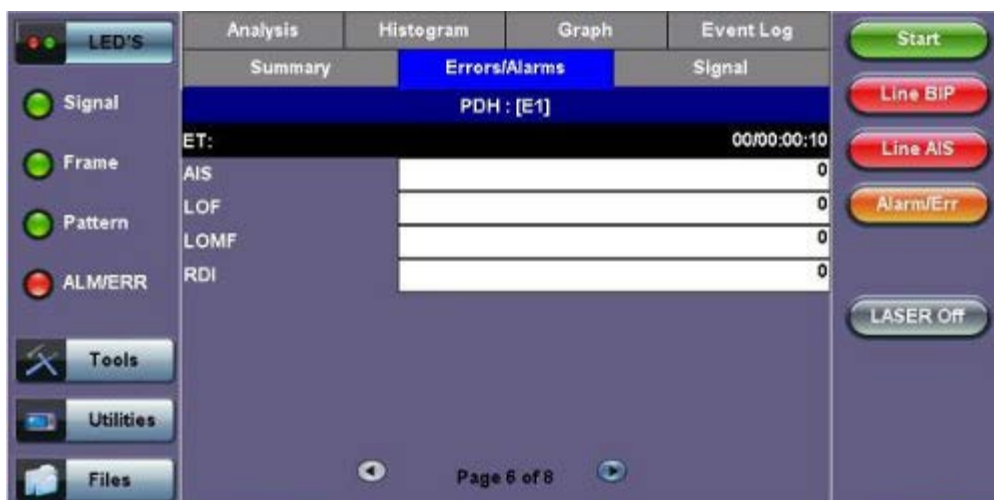 LED'S
Signal
Frame
Pattern
ALM/ERR
Tools
Utilities
Files
Analysis Histogram Graph Event Log
Summary Errors/Alarms Signal
PDH : [E1]
ET: 00/00:00:10
AIS 0
LOF 0
LOMF 0
RDI 0
Page 6 of 8
Start
Line BIP
Line AIS
Alarm/Err
LASER Off